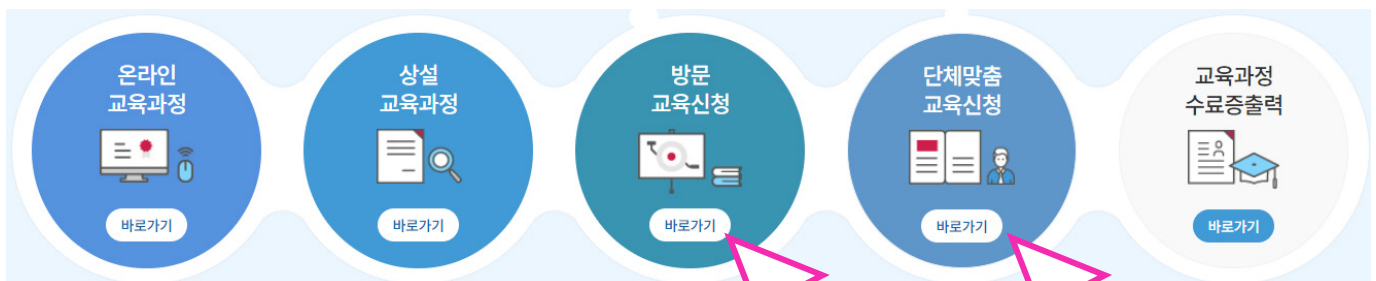 온라인
교육과정
바로가기
상설
교육과정
바로가기
방문
교육신청
바로가기
단체맞춤
교육신청
바로가기
교육과정
수료증출력
바로가기